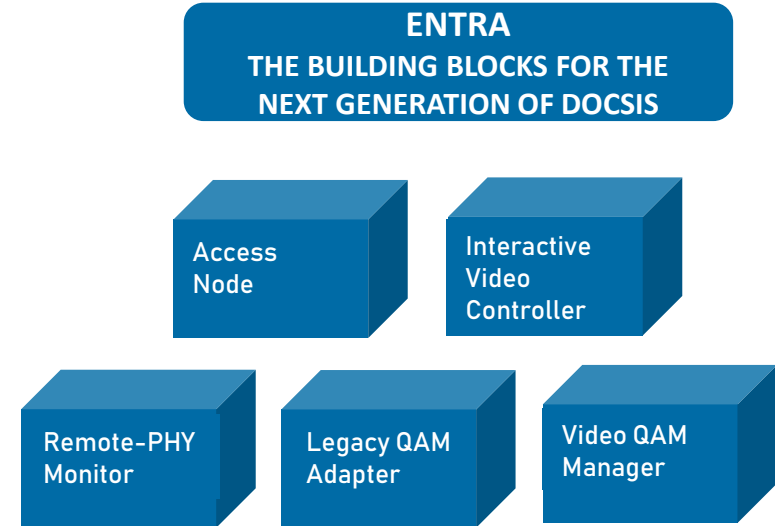 ENTRA
THE BUILDING BLOCKS FOR THE
NEXT GENERATION OF DOCSIS
Access
Node
Interactive
Video
Controller
Remote-PHY
Monitor
Legacy QAM
Adapter
Video QAM
Manager